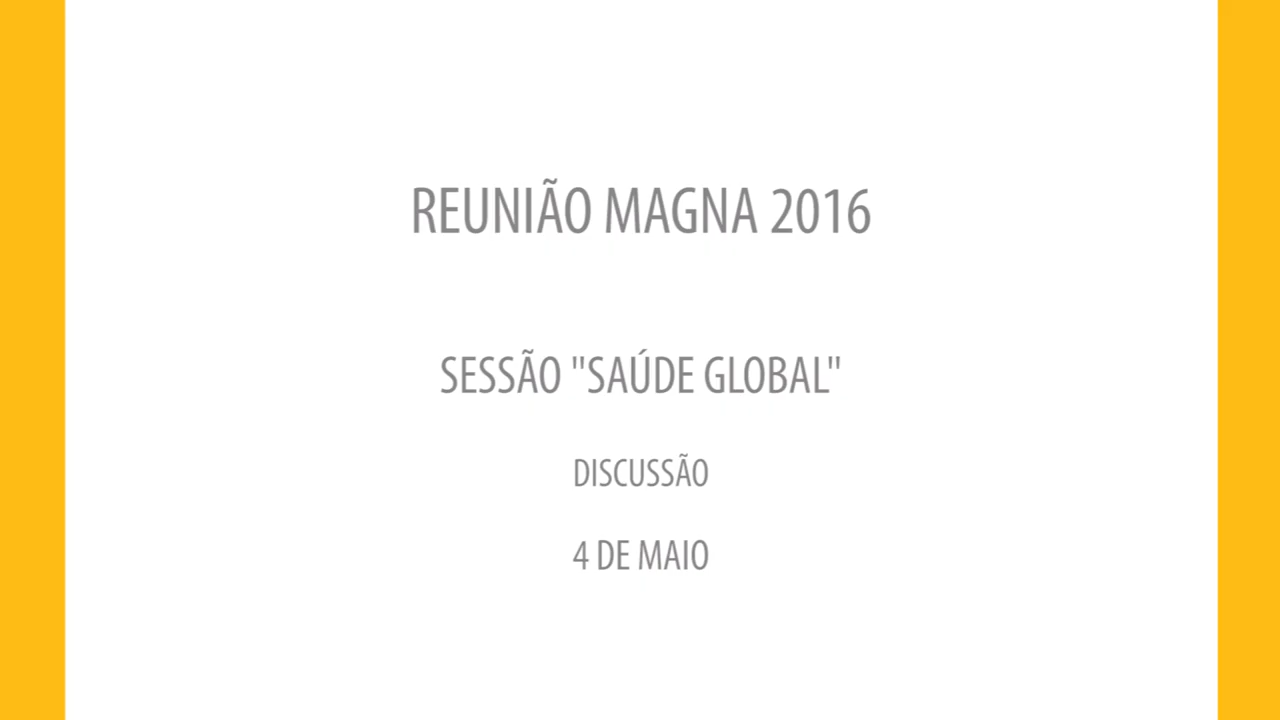 REUNIÃO MAGNA 2016
SESSÃO "SAÚDE GLOBAL"
DISCUSSÃO
4 DE MAIO